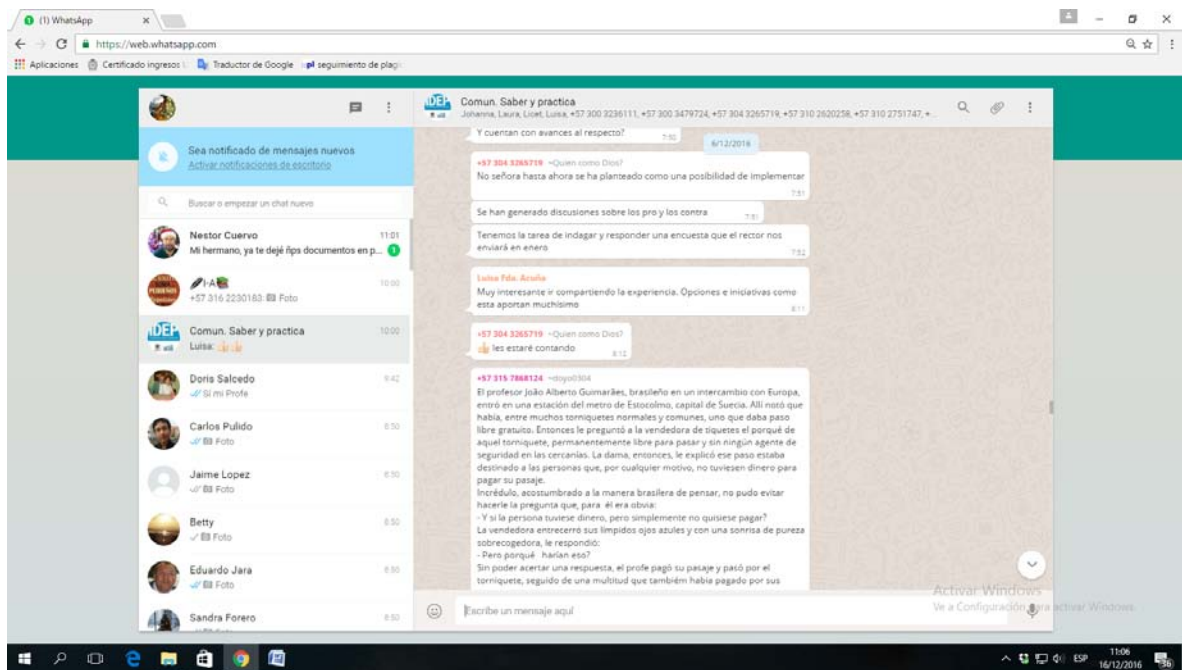 (1) WhatsApp
https://web.whatsapp.com
Aplicaciones
Certificado ingresos
Traductor de Google
seguimiento de plagi
IDEP
Comun. Saber y practica
Johanna, Laura, Licet, Luisa, +57 300 3236111, +57 300 3479724, +57 304 3265719, +57 310 2620258, +57 310 2751747, +...
Sea notificado de mensajes nuevos
Activar notificaciones de escritorio
Buscar o empezar un chat nuevo
Nestor Cuervo
11:01
Mi hermano, ya te dejé ñps documentos en p...
1
I-A
10:00
+57 316 2230183: Foto
IDEP
Comun. Saber y practica
10:00
Luisa:
Doris Salcedo
9:42
Si mi Profe
Carlos Pulido
8:50
Foto
Jaime Lopez
8:50
Foto
Betty
8:50
Foto
Eduardo Jara
8:50
Foto
Sandra Forero
8:50
Y cuentan con avances al respecto?
7:50
6/12/2016
+57 304 3265719 ~Quien como Dios?
No señora hasta ahora se ha planteado como una posibilidad de implementar
7:51
Se han generado discusiones sobre los pro y los contra
7:51
Tenemos la tarea de indagar y responder una encuesta que el rector nos
enviará en enero
7:52
Luisa Fda. Acuña
Muy interesante ir compartiendo la experiencia. Opciones e iniciativas como
esta aportan muchísimo
8:11
+57 304 3265719 ~Quien como Dios?
les estaré contando
8:12
+57 315 7868124 ~doyo0304
El profesor João Alberto Guimarães, brasileño en un intercambio con Europa,
entró en una estación del metro de Estocolmo, capital de Suecia. Allí notó que
había, entre muchos torniquetes normales y comunes, uno que daba paso
libre gratuito. Entonces le preguntó a la vendedora de tiquetes el porqué de
aquel torniquete, permanentemente libre para pasar y sin ningún agente de
seguridad en las cercanías. La dama, entonces, le explicó ese paso estaba
destinado a las personas que, por cualquier motivo, no tuviesen dinero para
pagar su pasaje.
Incrédulo, acostumbrado a la manera brasilera de pensar, no pudo evitar
hacerle la pregunta que, para él era obvia:
- Y si la persona tuviese dinero, pero simplemente no quisiese pagar?
La vendedora entrecerró sus límpidos ojos azules y con una sonrisa de pureza
sobrecogedora, le respondió:
- Pero porqué harían eso?
Sin poder acertar una respuesta, el profe pagó su pasaje y pasó por el
torniquete, seguido de una multitud que también había pagado por sus
Escribe un mensaje aquí
Activar Windows
Ve a Configuración para activar Windows.
ESP
11:06
16/12/2016